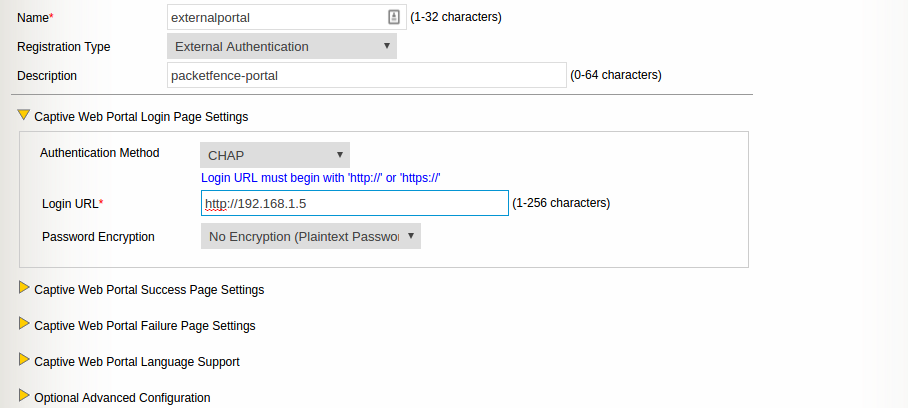 Name* externalportal (1-32 characters)
Registration Type External Authentication
Description packetfence-portal (0-64 characters)
Captive Web Portal Login Page Settings
Authentication Method CHAP
Login URL must begin with 'http://' or 'https://'
Login URL* http://192.168.1.5 (1-256 characters)
Password Encryption No Encryption (Plaintext Passwor
Captive Web Portal Success Page Settings
Captive Web Portal Failure Page Settings
Captive Web Portal Language Support
Optional Advanced Configuration